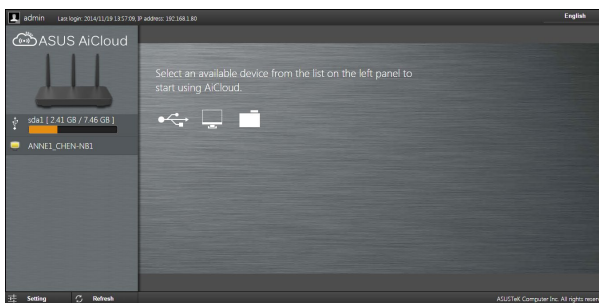 admin Last login: 2014/11/19 13:57:09, IP address: 192.168.1.80 English
ASUS AiCloud
Select an available device from the list on the left panel to
start using AiCloud.
sda1 [ 2.41 GB / 7.46 GB ]
ANNE1_CHEN-NB1
Setting Refresh ASUSTeK Computer Inc. All rights reser